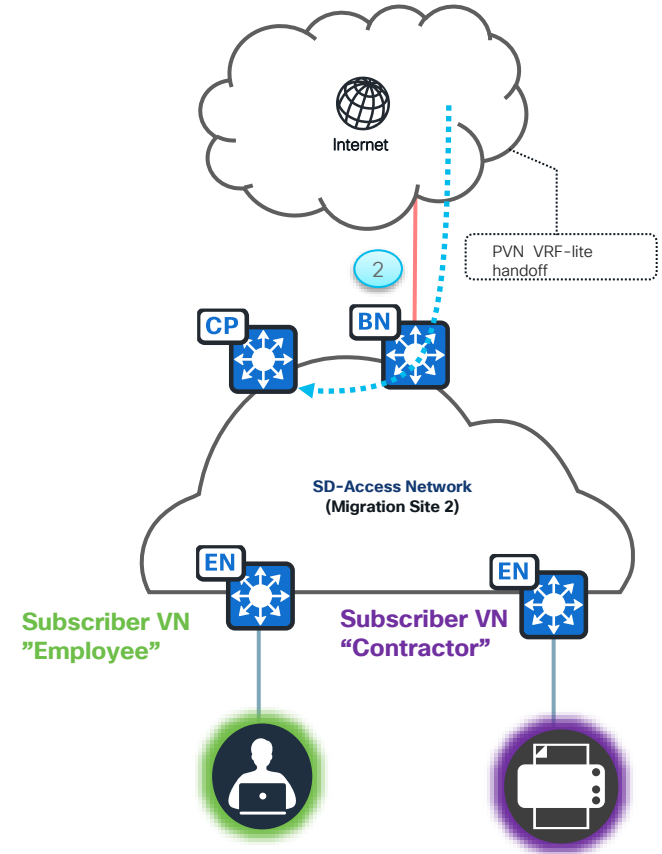 Internet
PVN VRF-lite
handoff
2
CP
BN
SD-Access Network
(Migration Site 2)
EN
EN
Subscriber VN
”Employee”
Subscriber VN
“Contractor”